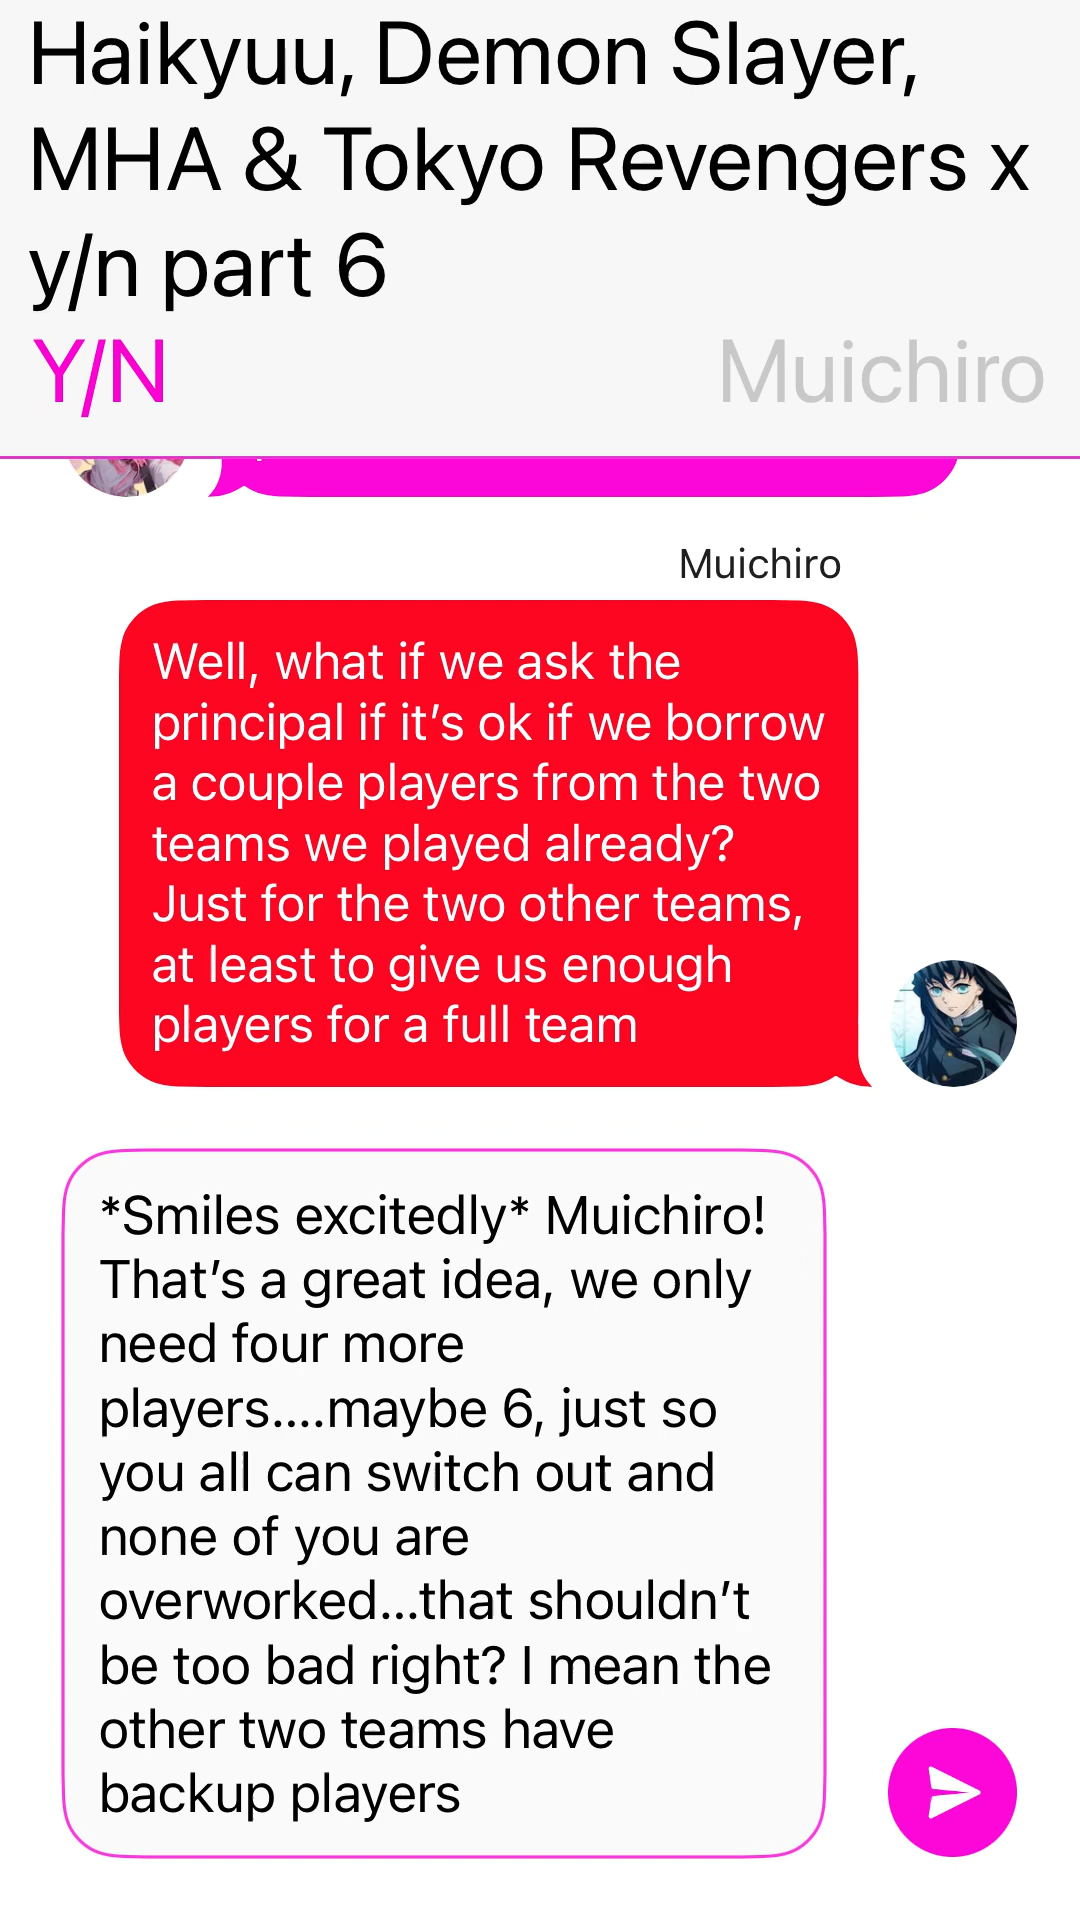 Haikyuu, Demon Slayer,
MHA & Tokyo Revengers x
y/n part 6
Y/N
Muichiro
Muichiro
Well, what if we ask the
principal if it’s ok if we borrow
a couple players from the two
teams we played already?
Just for the two other teams,
at least to give us enough
players for a full team
*Smiles excitedly* Muichiro!
That’s a great idea, we only
need four more
players....maybe 6, just so
you all can switch out and
none of you are
overworked...that shouldn’t
be too bad right? I mean the
other two teams have
backup players